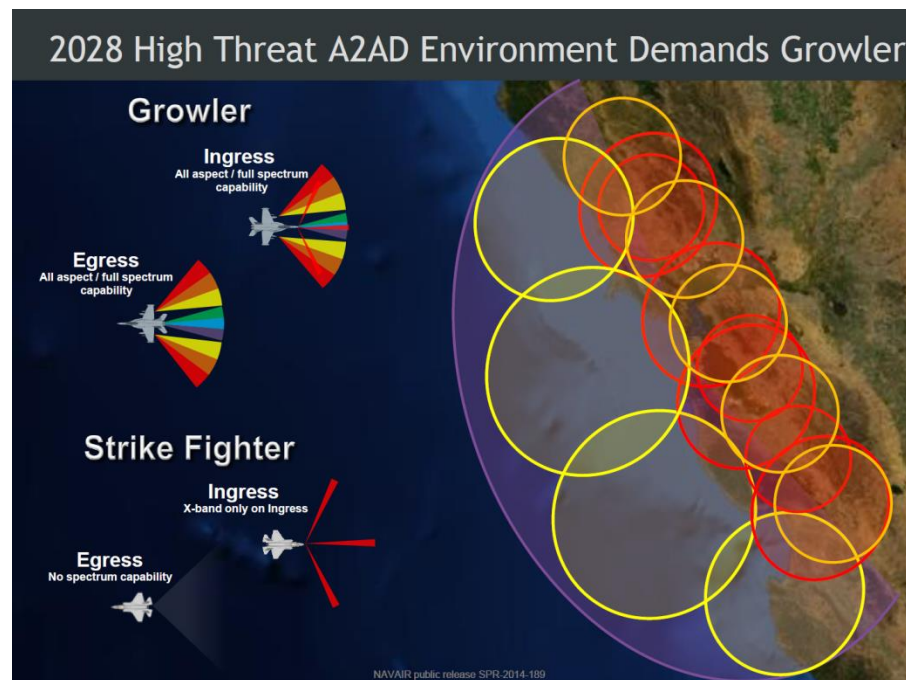 2028 High Threat A2AD Environment Demands Growler
Growler
Ingress
All aspect / full spectrum
capability
Egress
All aspect / full spectrum
capability
Strike Fighter
Ingress
X-band only on Ingress
Egress
No spectrum capability
NAVAIR public release SPR-2014-189